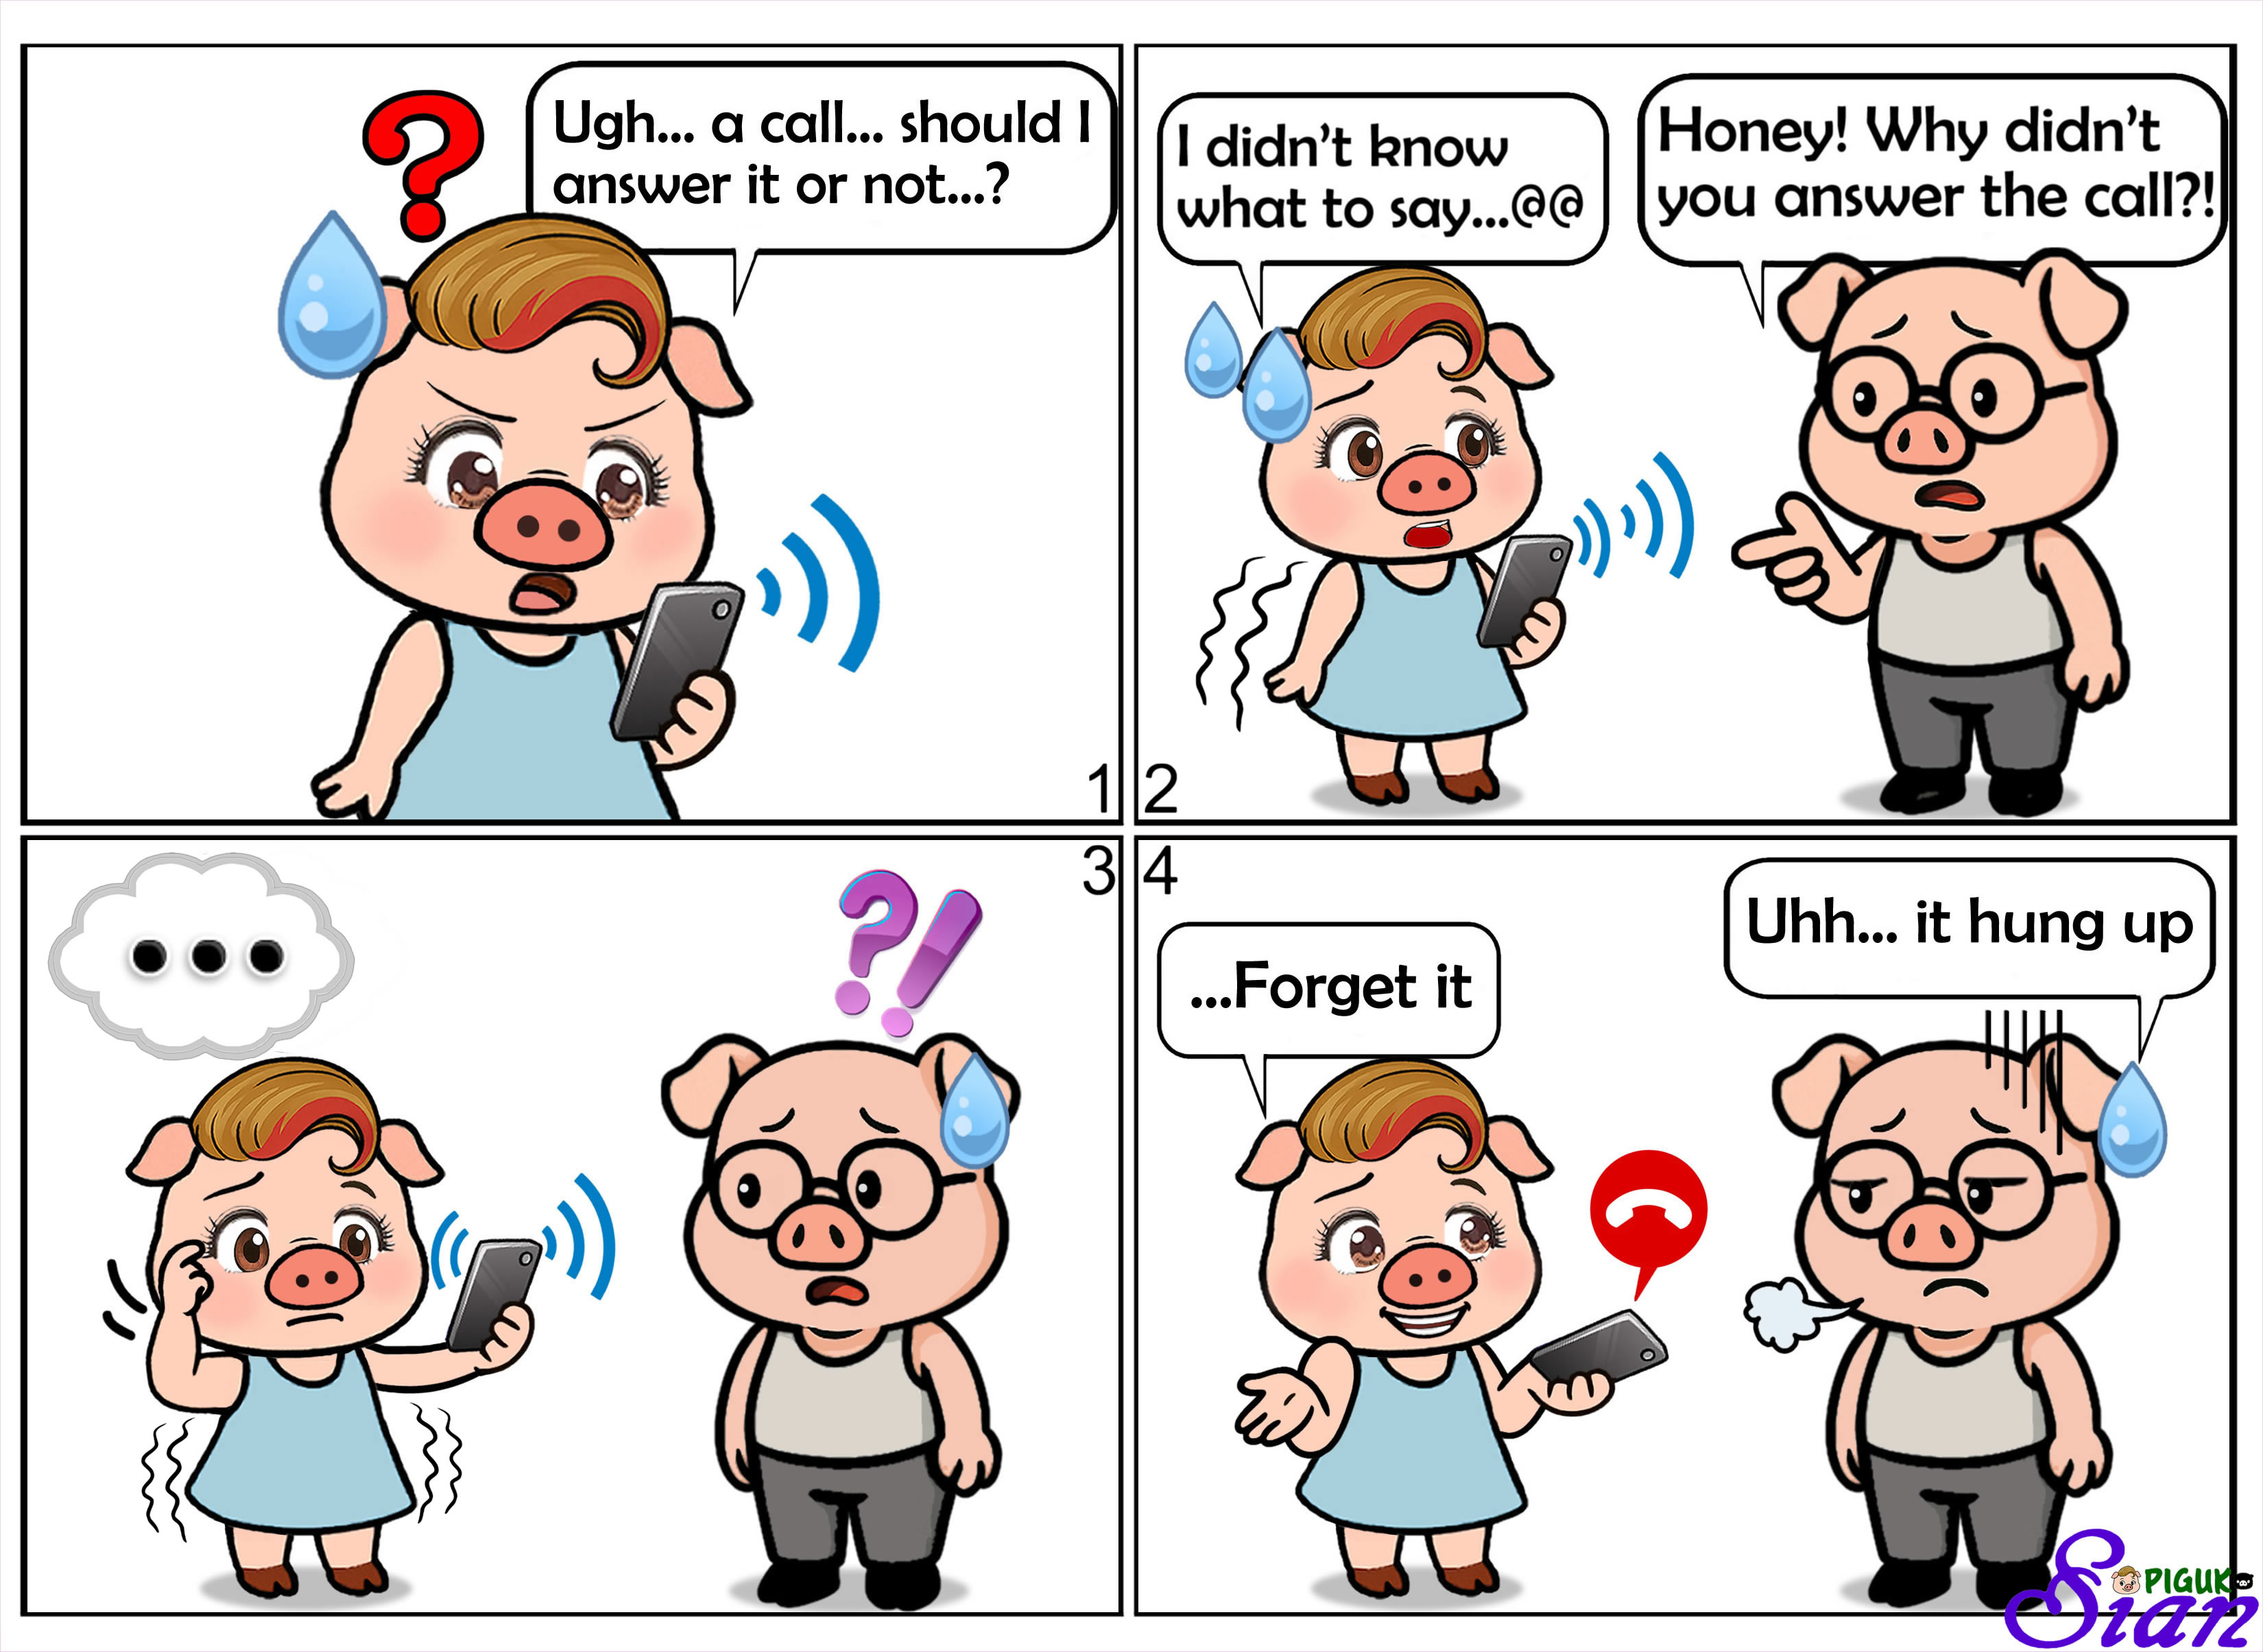 ?
Ugh... a call... should I
answer it or not...?
1
I didn't know
what to say...@@
Honey! Why didn't
you answer the call?!
2
...
?!
3
4
...Forget it
Uhh... it hung up
PIGUK
Sian